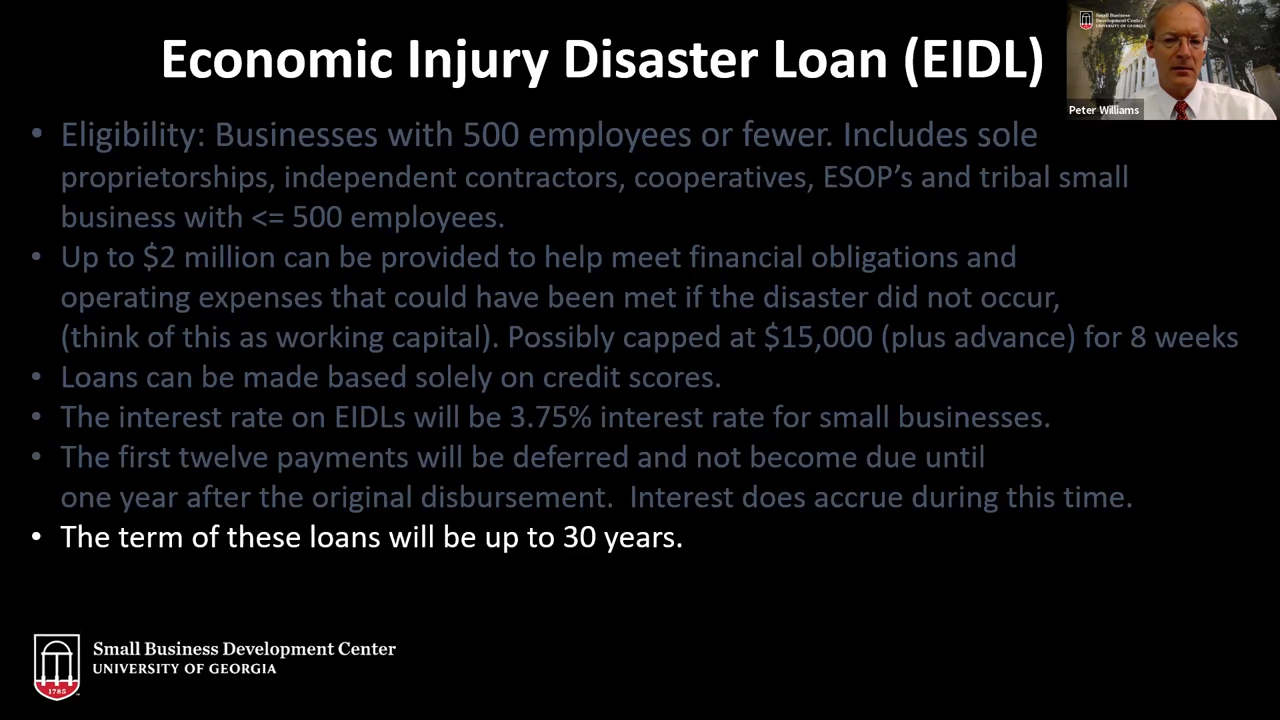 Economic Injury Disaster Loan (EIDL)
Small Business
Development Center
UNIVERSITY OF GEORGIA
Peter Williams
• Eligibility: Businesses with 500 employees or fewer. Includes sole
proprietorships, independent contractors, cooperatives, ESOP’s and tribal small
business with <= 500 employees.
• Up to $2 million can be provided to help meet financial obligations and
operating expenses that could have been met if the disaster did not occur,
(think of this as working capital). Possibly capped at $15,000 (plus advance) for 8 weeks
• Loans can be made based solely on credit scores.
• The interest rate on EIDLs will be 3.75% interest rate for small businesses.
• The first twelve payments will be deferred and not become due until
one year after the original disbursement.  Interest does accrue during this time.
• The term of these loans will be up to 30 years.
1785
Small Business Development Center
UNIVERSITY OF GEORGIA